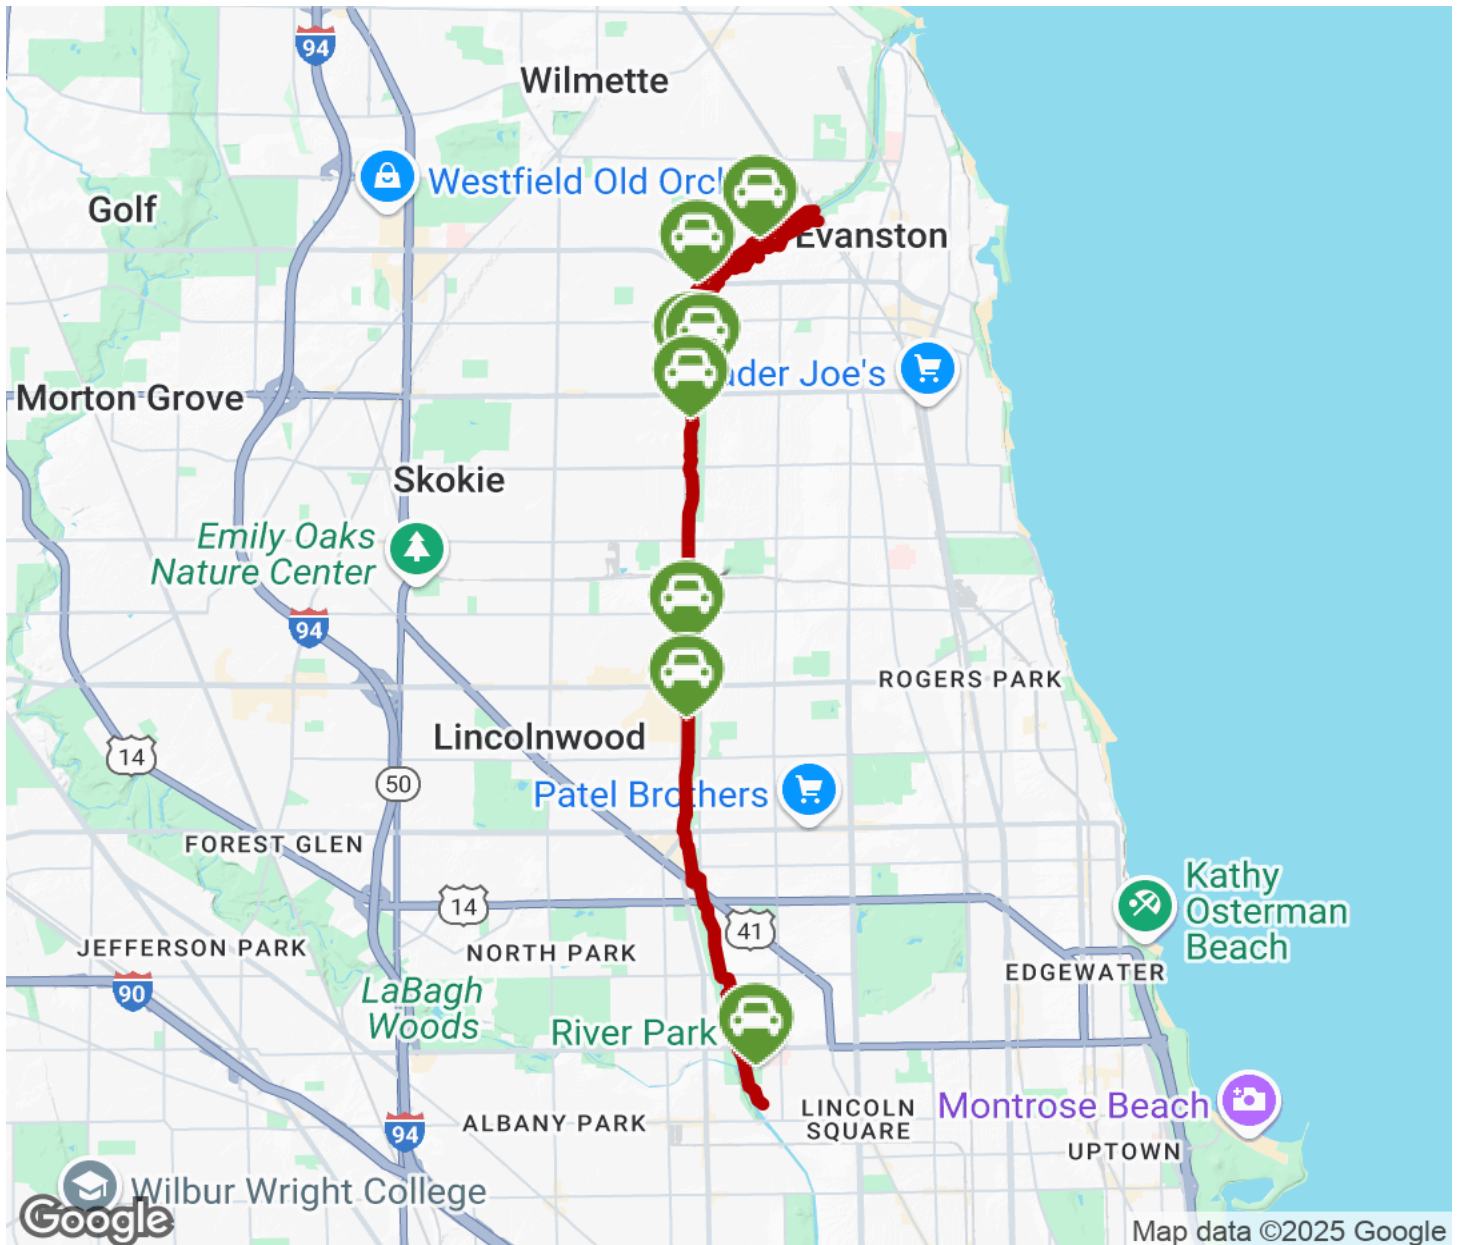 94
Wilmette
Westfield Old Orc
Golf
Evanston
Morton Grove
ader Joe's
Skokie
Emily Oaks
Nature Center
94
ROGERS PARK
Lincolnwood
14
50
Patel Brothers
FOREST GLEN
Kathy
Osterman
Beach
14
41
JEFFERSON PARK
NORTH PARK
EDGEWATER
90
LaBagh
Woods
River Park
LINCOLN
SQUARE
Montrose Beach
ALBANY PARK
94
UPTOWN
Wilbur Wright College
Google
Map data ©2025 Google